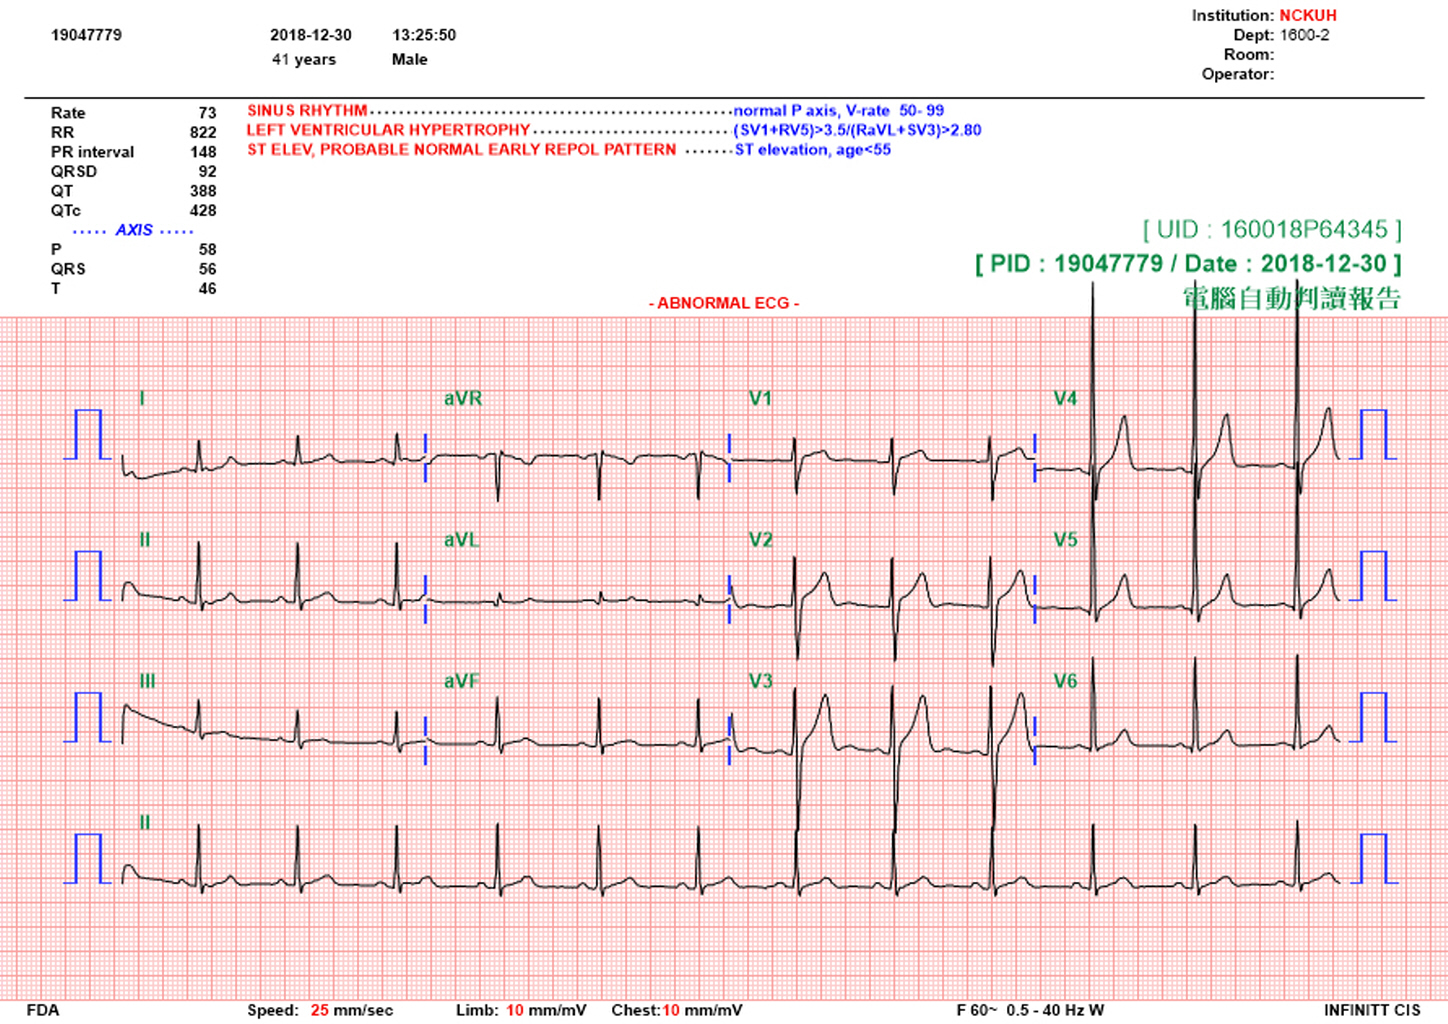 Institution: NCKUH
19047779 2018-12-30 13:25:50 Dept: 1600-2
41 years Male Room:
Operator:
Rate 73 SINUS RHYTHM ········ normal P axis, V-rate 50- 99
RR 822 LEFT VENTRICULAR HYPERTROPHY ········ (SV1+RV5)>3.5/(RaVL+SV3)>2.80
PR interval 148 ST ELEV, PROBABLE NORMAL EARLY REPOL PATTERN ······· ST elevation, age<55
QRSD 92
QT 388
QTc 428
····· AXIS ·····
P 58
QRS 56
T 46
[ UID : 160018P64345 ]
[ PID : 19047779 / Date : 2018-12-30 ]
電腦自動判讀報告
- ABNORMAL ECG -
I aVR V1 V4
II aVL V2 V5
III aVF V3 V6
II
FDA Speed: 25 mm/sec Limb: 10 mm/mV Chest:10 mm/mV F 60~ 0.5 - 40 Hz W INFINITT CIS